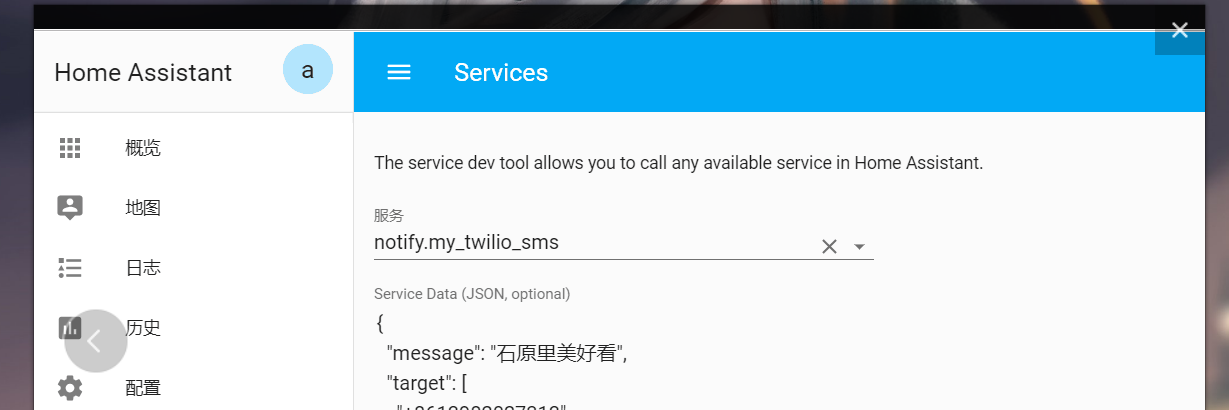 Home Assistant
a
Services
概览
地图
日志
历史
配置
The service dev tool allows you to call any available service in Home Assistant.
服务
notify.my_twilio_sms
Service Data (JSON, optional)
{
"message": "石原里美好看",
"target": [